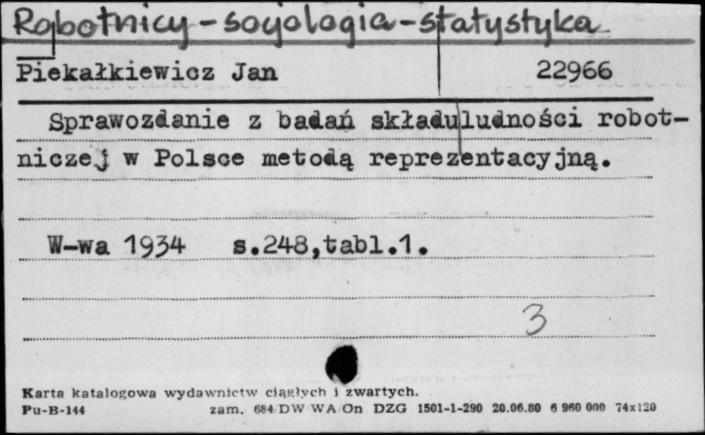 Robotnicy - socjologia - statystyka
Piekałkiewicz Jan 22966
Sprawozdanie z badań składu ludności robot-
niczej w Polsce metodą reprezentacyjną.
W-wa 1934 s.248,tabl.1.
3
Karta katalogowa wydawnictw ciągłych i zwartych.
Pu-B-144 zam. 684/DW WA/On DZG 1501-1-290 20.06.80 6 960 000 74x120